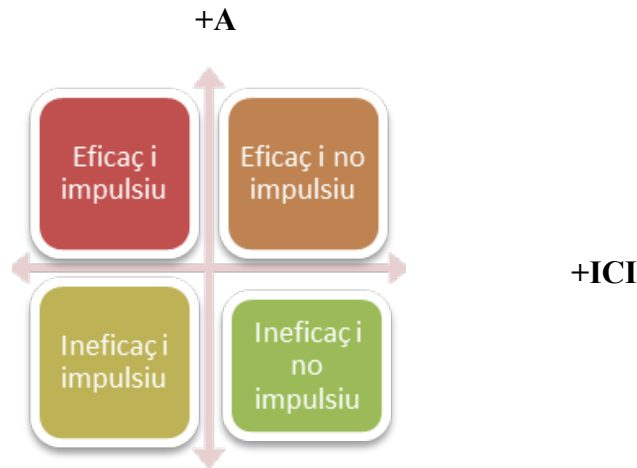 +A
Eficaç i
impulsiu
Eficaç i no
impulsiu
+ICI
Ineficaç i
impulsiu
Ineficaç i
no
impulsiu